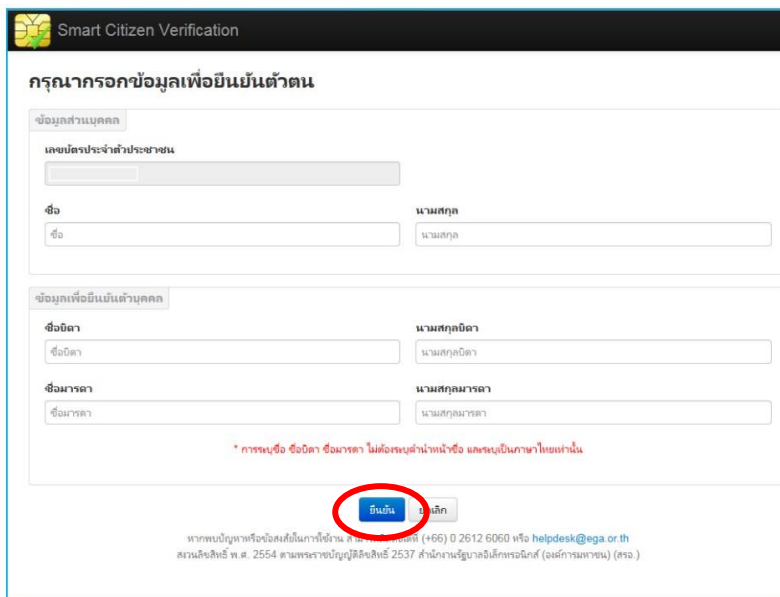 Smart Citizen Verification
กรุณากรอกข้อมูลเพื่อยืนยันตัวตน
ข้อมูลส่วนบุคคล
เลขบัตรประจำตัวประชาชน
ชื่อ นามสกุล
ชื่อ นามสกุล
ข้อมูลเพื่อยืนยันตัวบุคคล
ชื่อบิดา นามสกุลบิดา
ชื่อบิดา นามสกุลบิดา
ชื่อมารดา นามสกุลมารดา
ชื่อมารดา นามสกุลมารดา
* การระบุชื่อ ชื่อบิดา ชื่อมารดา ไม่ต้องระบุคำนำหน้าชื่อ และระบุเป็นภาษาไทยเท่านั้น
ยืนยัน
หากพบปัญหาหรือข้อสงสัยในการใช้งาน (+66) 0 2612 6060 หรือ helpdesk@ega.or.th
สงวนลิขสิทธิ์ พ.ศ. 2554 ตามพระราชบัญญัติลิขสิทธิ์ 2537 สำนักงานรัฐบาลอิเล็กทรอนิกส์ (องค์การมหาชน) (สรอ.)